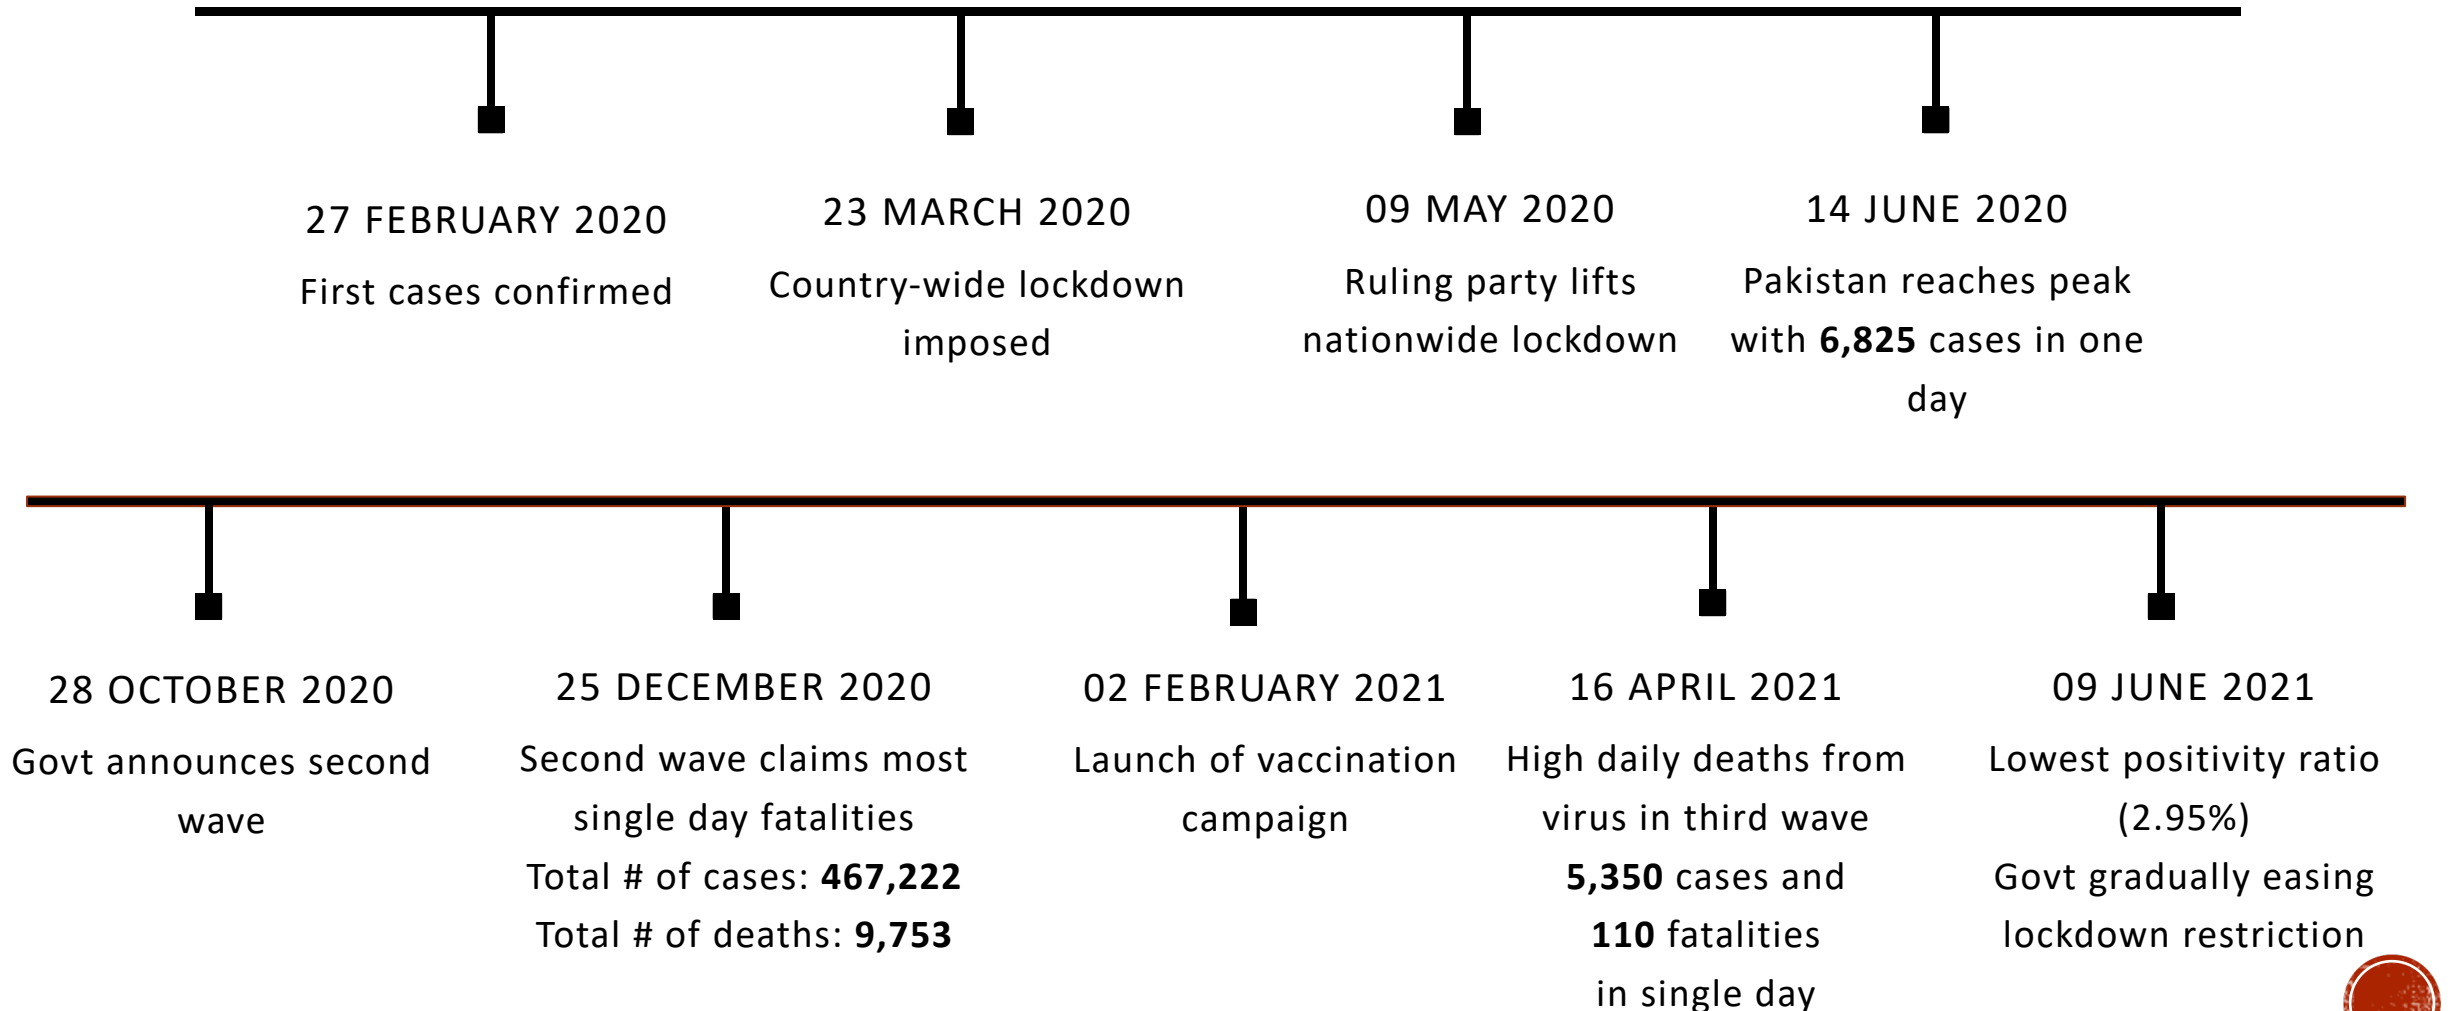 27 FEBRUARY 2020
First cases confirmed
23 MARCH 2020
Country-wide lockdown
imposed
09 MAY 2020
Ruling party lifts
nationwide lockdown
14 JUNE 2020
Pakistan reaches peak
with 6,825 cases in one
day
28 OCTOBER 2020
Govt announces second
wave
25 DECEMBER 2020
Second wave claims most
single day fatalities
Total # of cases: 467,222
Total # of deaths: 9,753
02 FEBRUARY 2021
Launch of vaccination
campaign
16 APRIL 2021
High daily deaths from
virus in third wave
5,350 cases and
110 fatalities
in single day
09 JUNE 2021
Lowest positivity ratio
(2.95%)
Govt gradually easing
lockdown restriction